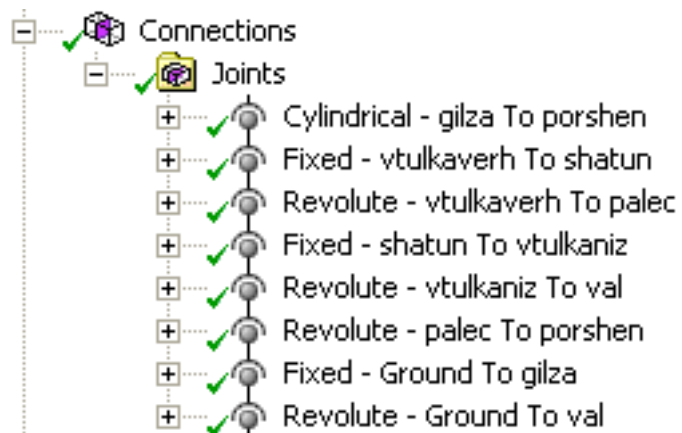 Connections
Joints
Cylindrical - gilza To porshen
Fixed - vtulkaverh To shatun
Revolute - vtulkaverh To palec
Fixed - shatun To vtulkaniz
Revolute - vtulkaniz To val
Revolute - palec To porshen
Fixed - Ground To gilza
Revolute - Ground To val